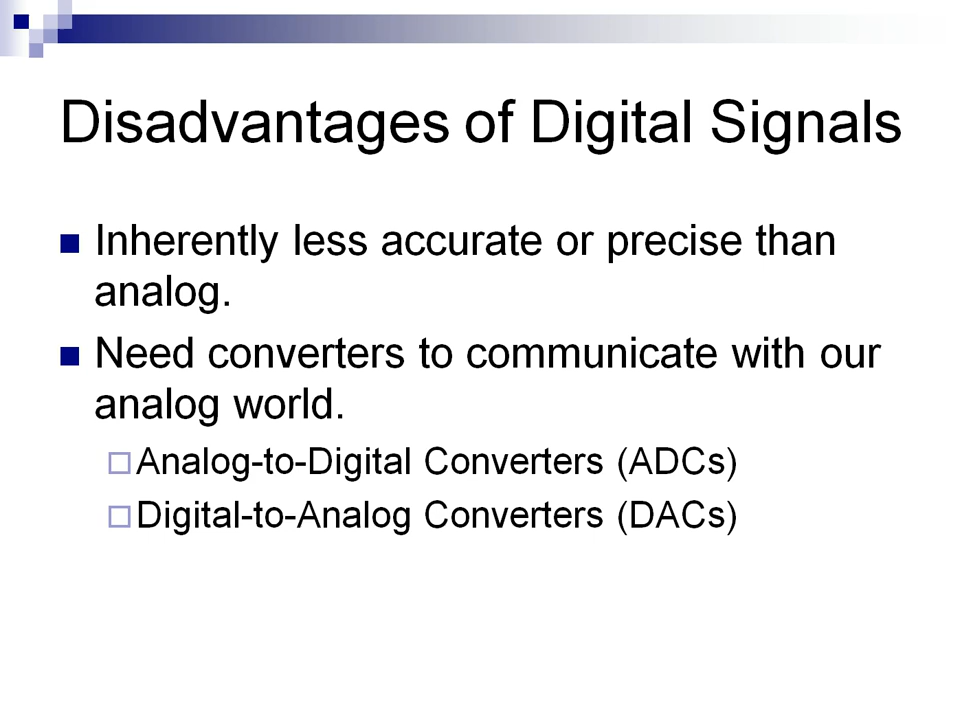 Disadvantages of Digital Signals
Inherently less accurate or precise than
analog.
Need converters to communicate with our
analog world.
Analog-to-Digital Converters (ADCs)
Digital-to-Analog Converters (DACs)